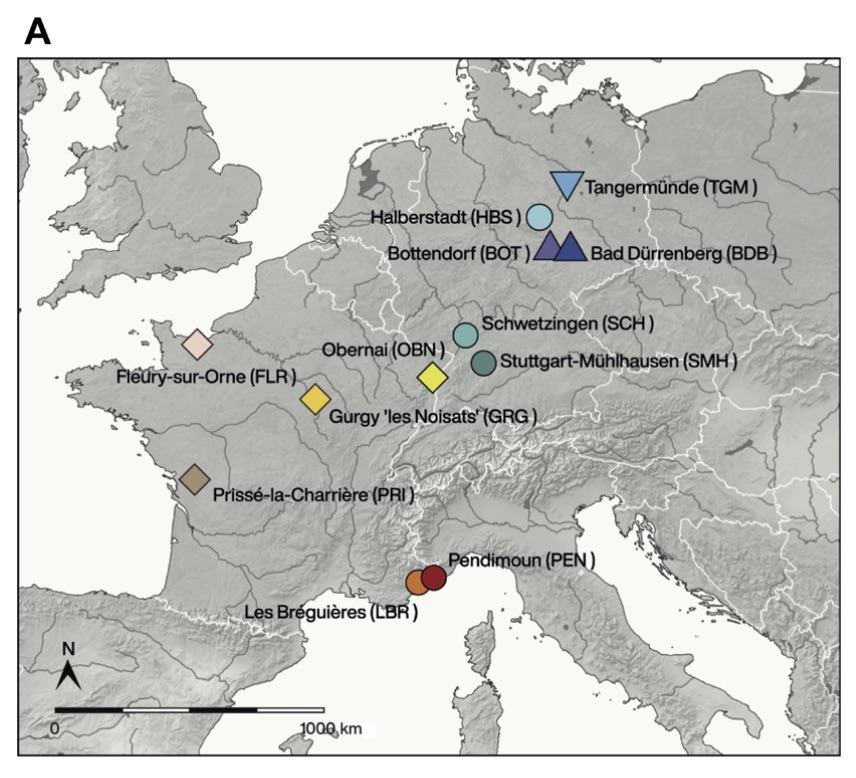 A
Tangermünde (TGM )
Halberstadt (HBS )
Bottendorf (BOT )
Bad Dürrenberg (BDB )
Schwetzingen (SCH )
Obernai (OBN )
Stuttgart-Mühlhausen (SMH )
Fleury-sur-Orne (FLR )
Gurgy 'les Noisats' (GRG )
Prissé-la-Charrière (PRI )
Pendimoun (PEN )
Les Bréguières (LBR )
N
0
1000 km